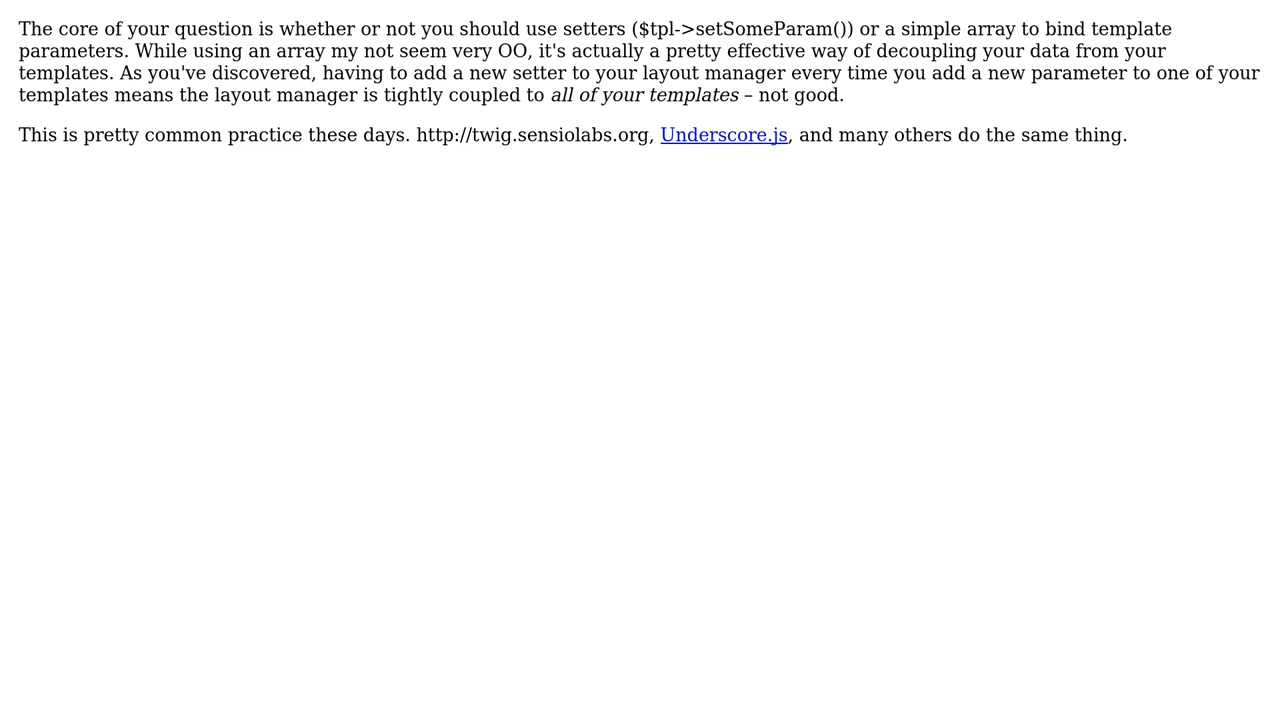 The core of your question is whether or not you should use setters ($tpl->setSomeParam()) or a simple array to bind template
parameters. While using an array my not seem very OO, it's actually a pretty effective way of decoupling your data from your
templates. As you've discovered, having to add a new setter to your layout manager every time you add a new parameter to one of your
templates means the layout manager is tightly coupled to all of your templates – not good.
This is pretty common practice these days. http://twig.sensiolabs.org, Underscore.js, and many others do the same thing.